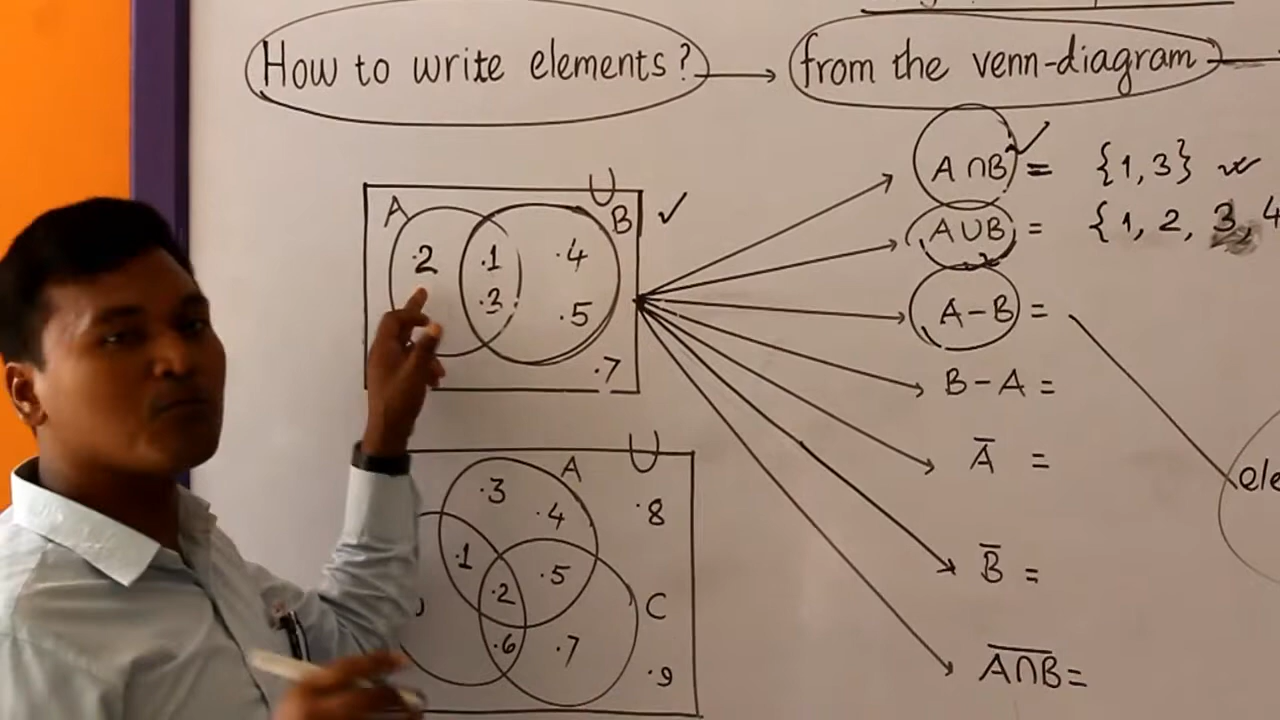 How to write elements? → from the venn-diagram
A∩B = {1, 3}
A∪B = {1, 2, 3, 4
A−B =
B−A =
A̅ =
B̅ =
A̅∩̅B̅ =
ele
A U B
.2 .1 .4
.3 .5
.7
A U
.3 .4 .8
.1 .5
.2 C
.6 .7 .9